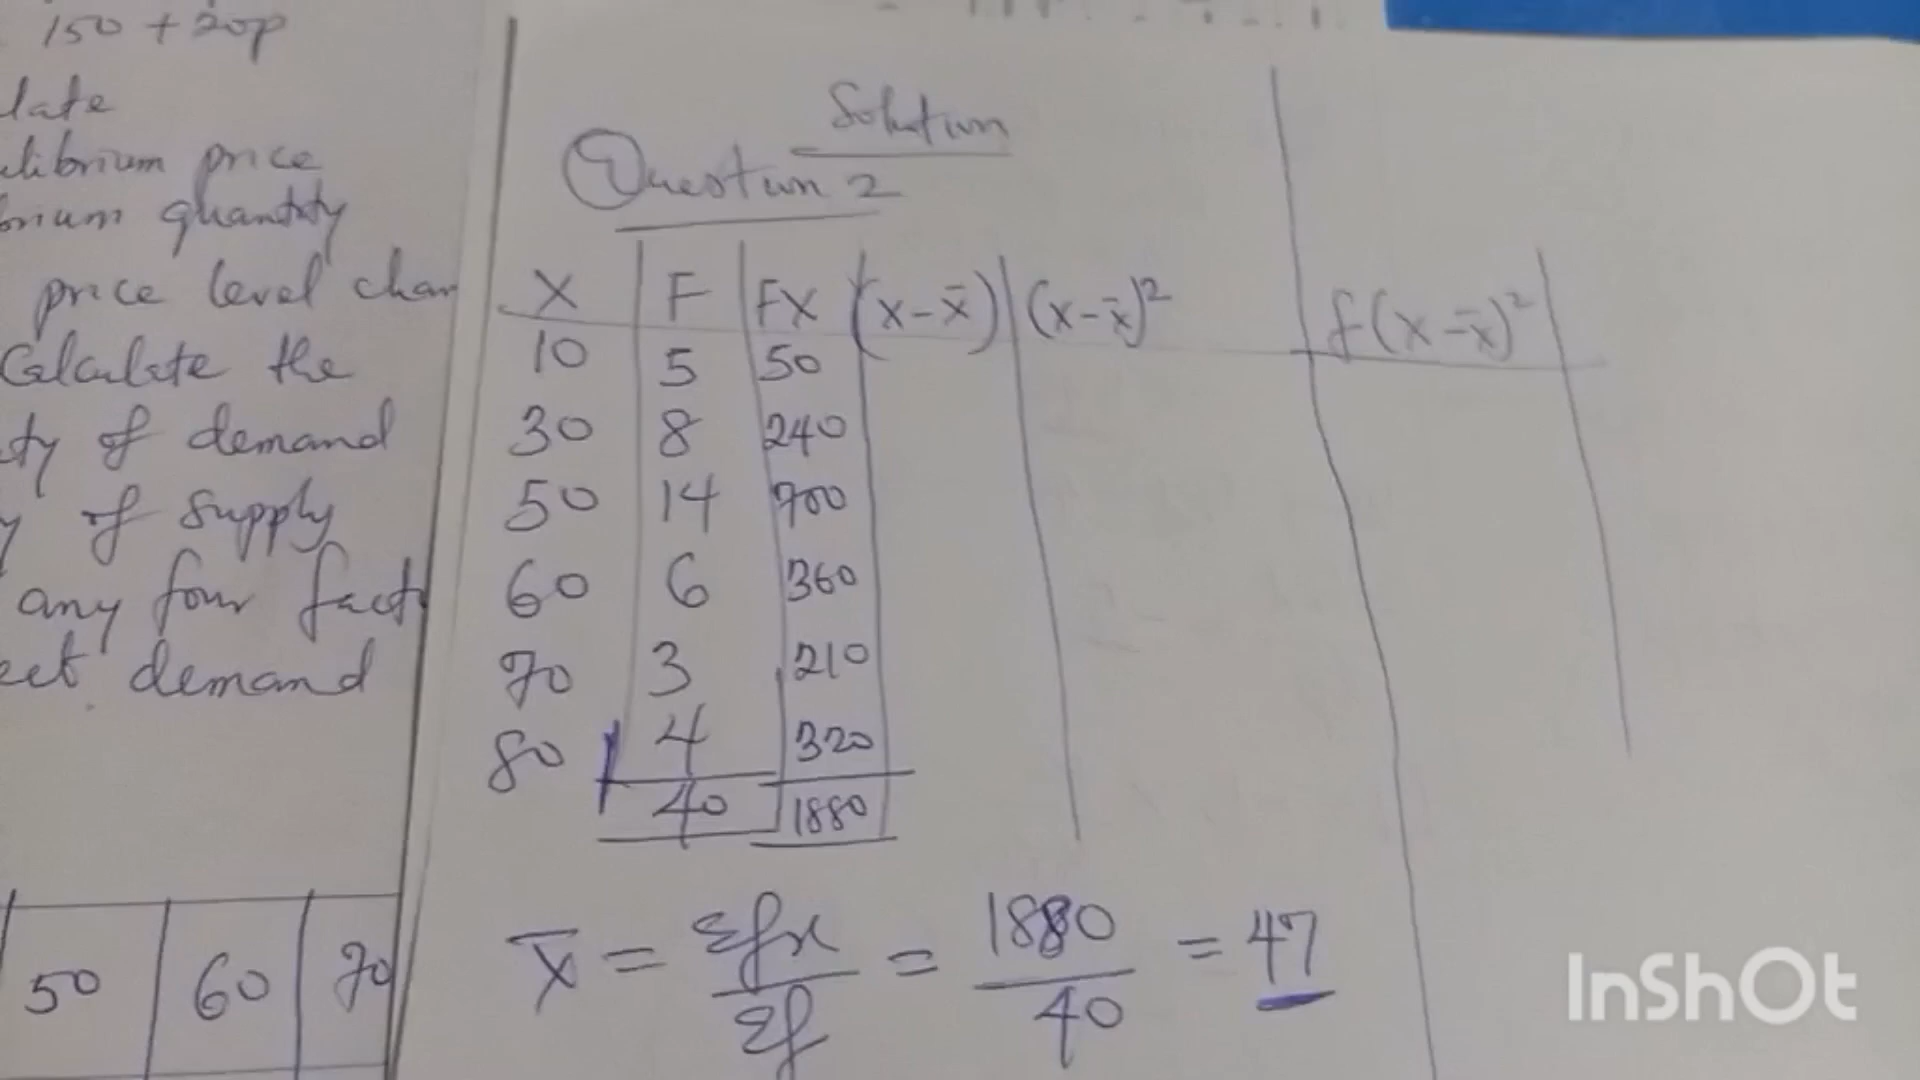 150 + 20p
late
elibrium price
brium quantity
price level chan
Calculate the
ty of demand
y of supply
any four fact
ect demand
50 60 70
Solution
Question 2
X F FX (x-x̄) (x-x̄)² f(x-x̄)²
10 5 50
30 8 240
50 14 700
60 6 360
70 3 210
80 4 320
40 1880
X̄ = Σfx/Σf = 1880/40 = 47
InShOt